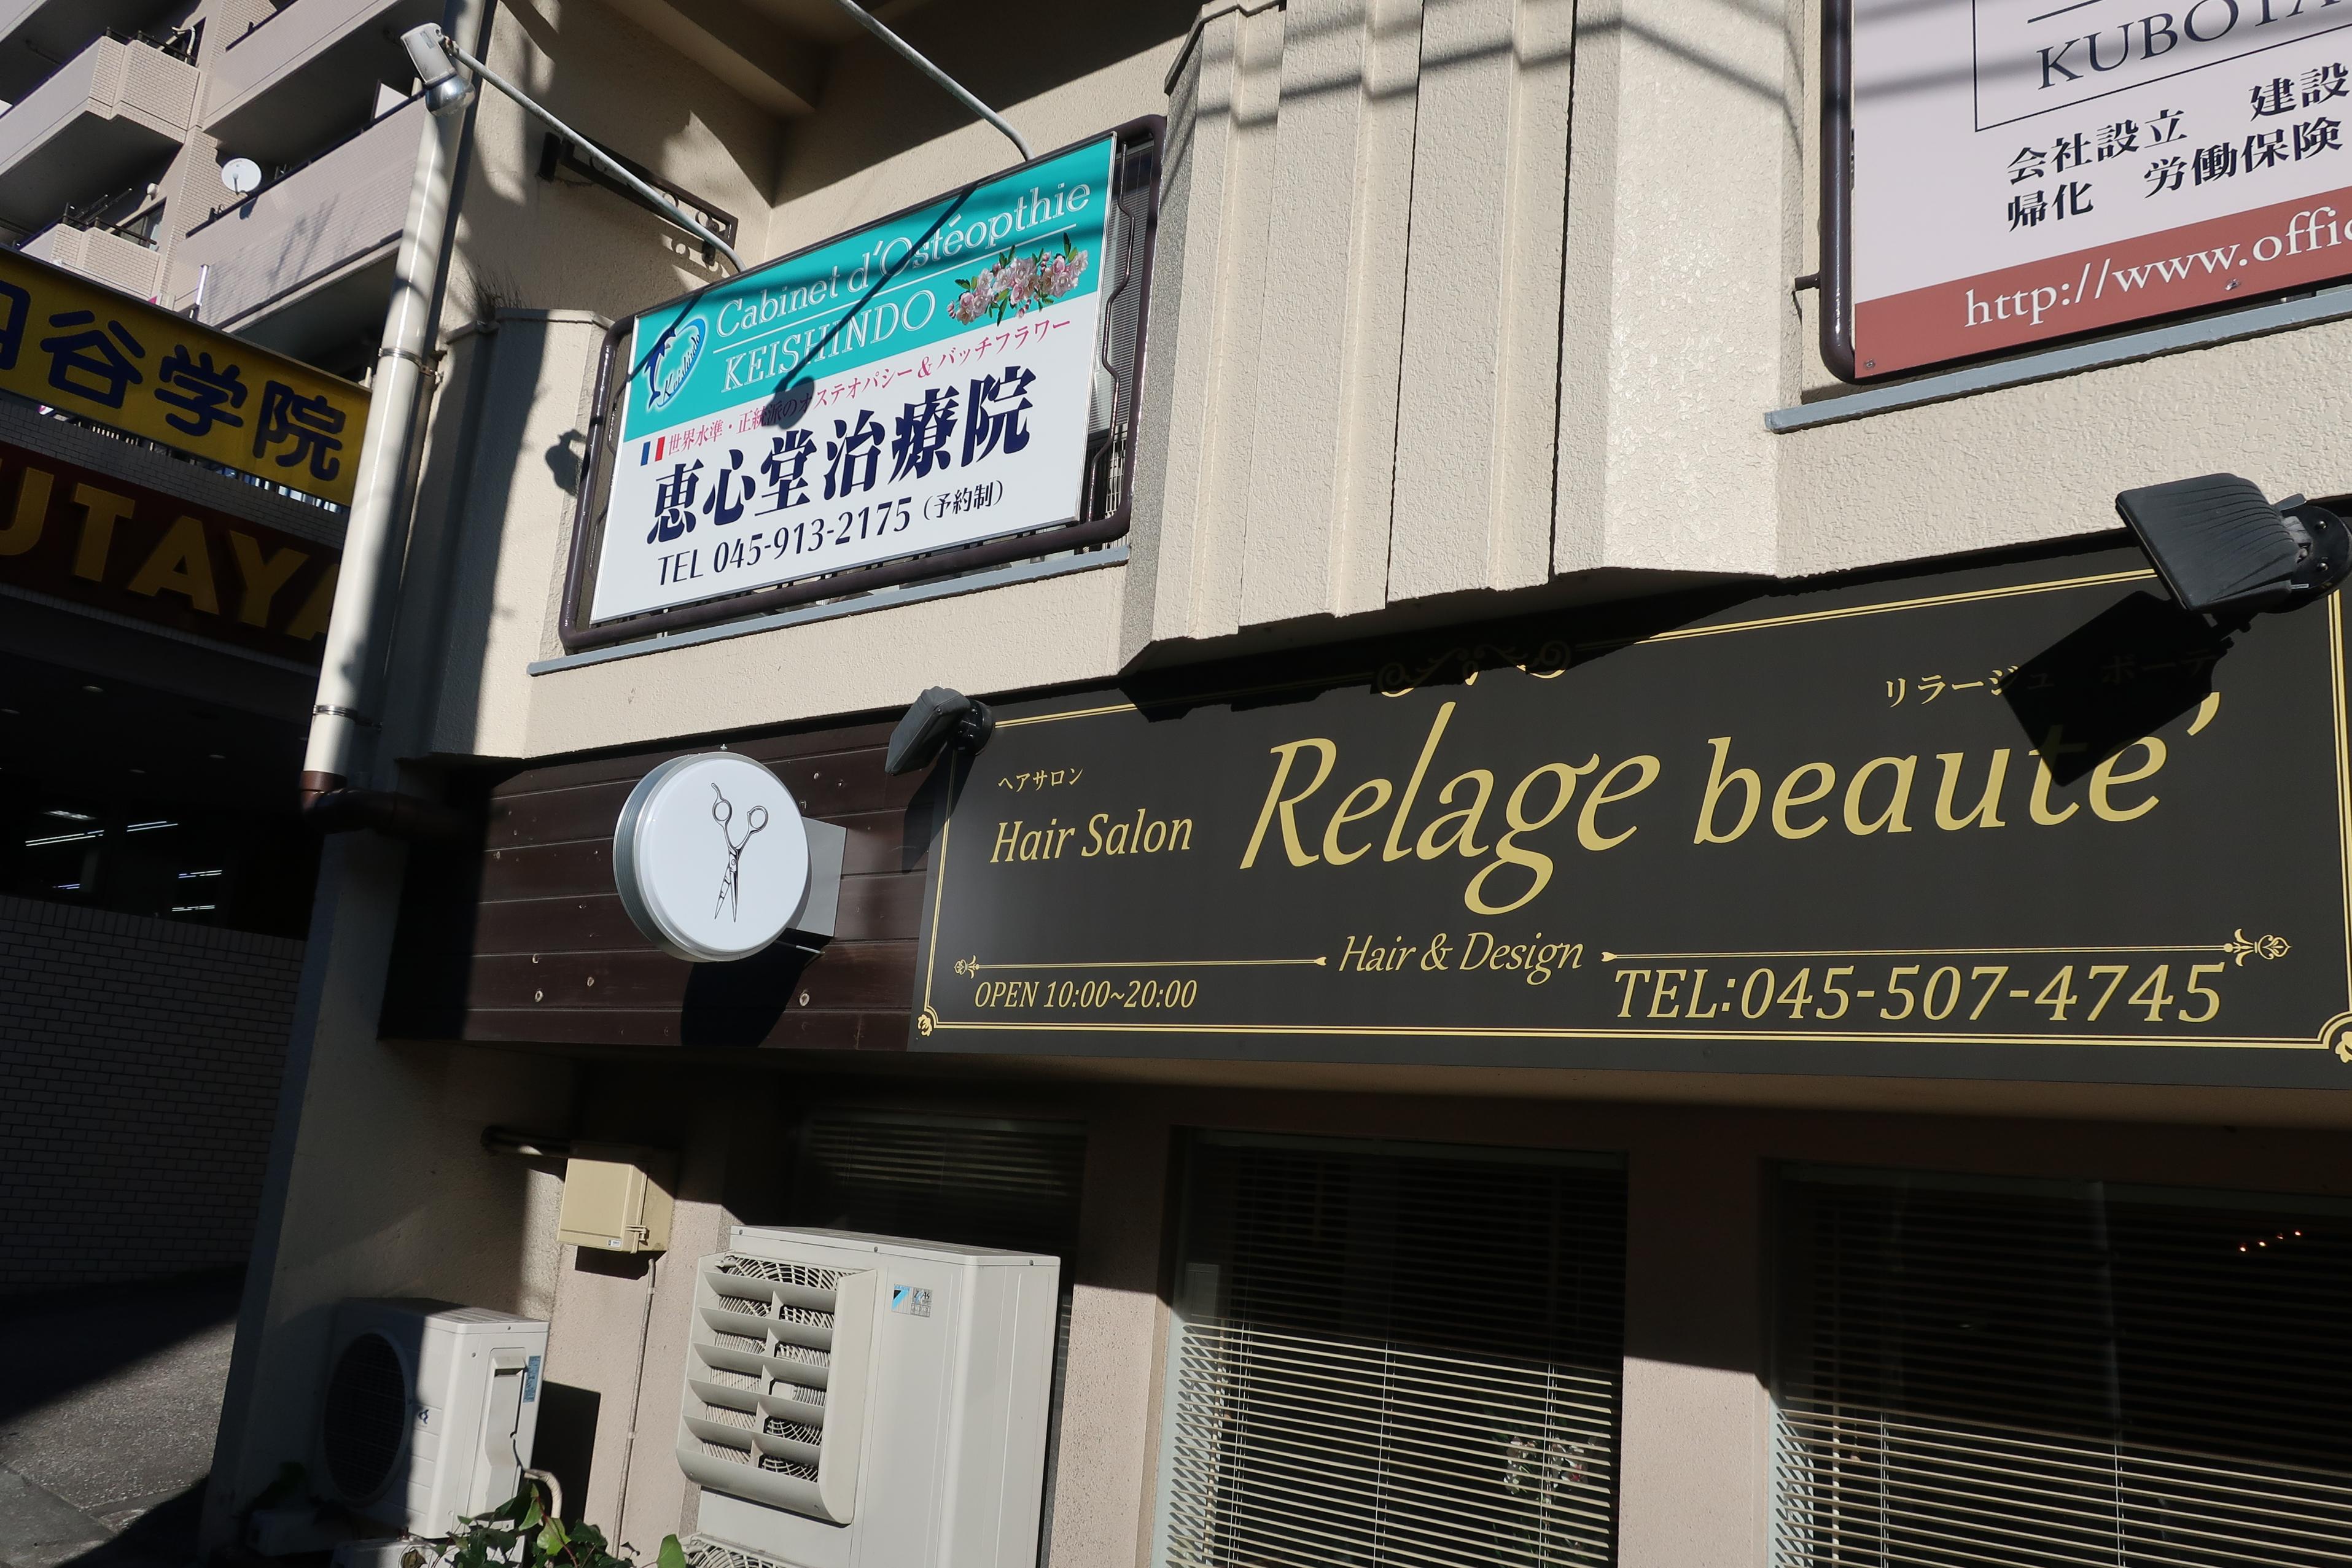 谷学院
UTAYA
Cabinet d'Ostéopthie
KEISHINDO
Keishindo
世界水準・正統派のオステオパシー & バッチフラワー
恵心堂治療院
TEL 045-913-2175（予約制）
KUBOTA
会社設立 建設
帰化 労働保険
http://www.offic
リラージュ ボーテ
ヘアサロン
Hair Salon
Relage beauté'
Hair & Design
OPEN 10:00~20:00
TEL:045-507-4745